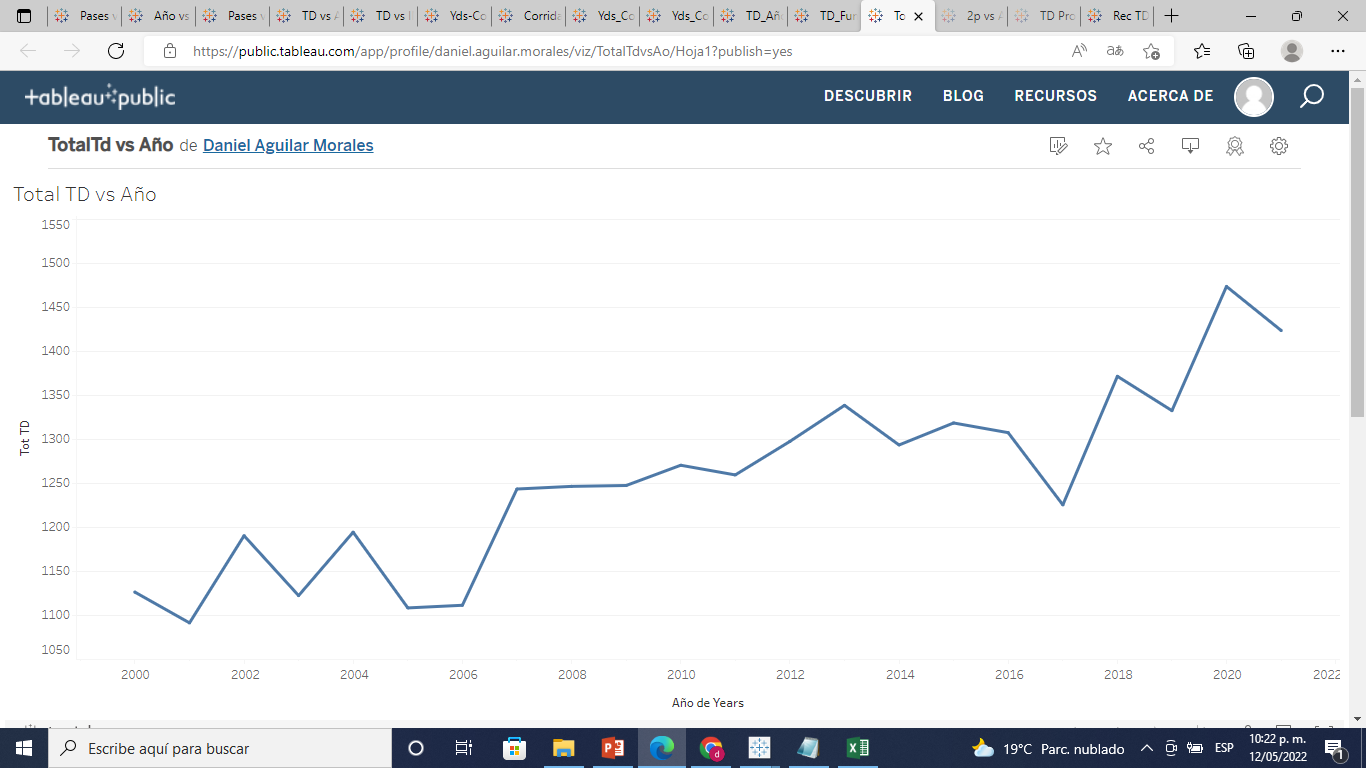 Pases v
Año vs
Pases v
TD vs A
TD vs I
Yds-Co
Corrida
Yds_Co
Yds_Co
TD_Año
TD_Fur
To
2p vs A
TD Pro
Rec TD
https://public.tableau.com/app/profile/daniel.aguilar.morales/viz/TotalTdvsAo/Hoja1?publish=yes
+ableau public
DESCUBRIR
BLOG
RECURSOS
ACERCA DE
TotalTd vs Año de Daniel Aguilar Morales
Total TD vs Año
1550
1500
1450
1400
1350
1300
1250
1200
1150
1100
1050
Tot TD
2000 2002 2004 2006 2008 2010 2012 2014 2016 2018 2020 2022
Año de Years
Escribe aquí para buscar
19°C Parc. nublado
ESP
10:22 p. m.
12/05/2022
1